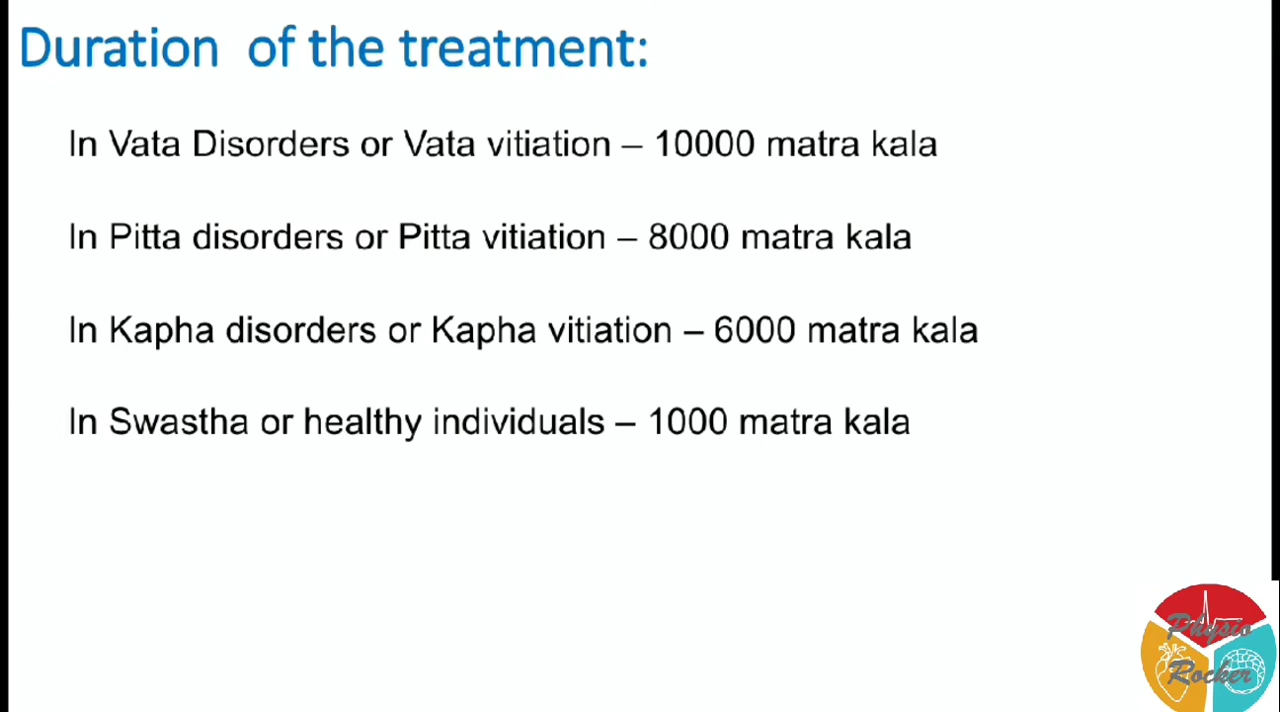 Duration of the treatment:
In Vata Disorders or Vata vitiation – 10000 matra kala
In Pitta disorders or Pitta vitiation – 8000 matra kala
In Kapha disorders or Kapha vitiation – 6000 matra kala
In Swastha or healthy individuals – 1000 matra kala
Physio
Rocker